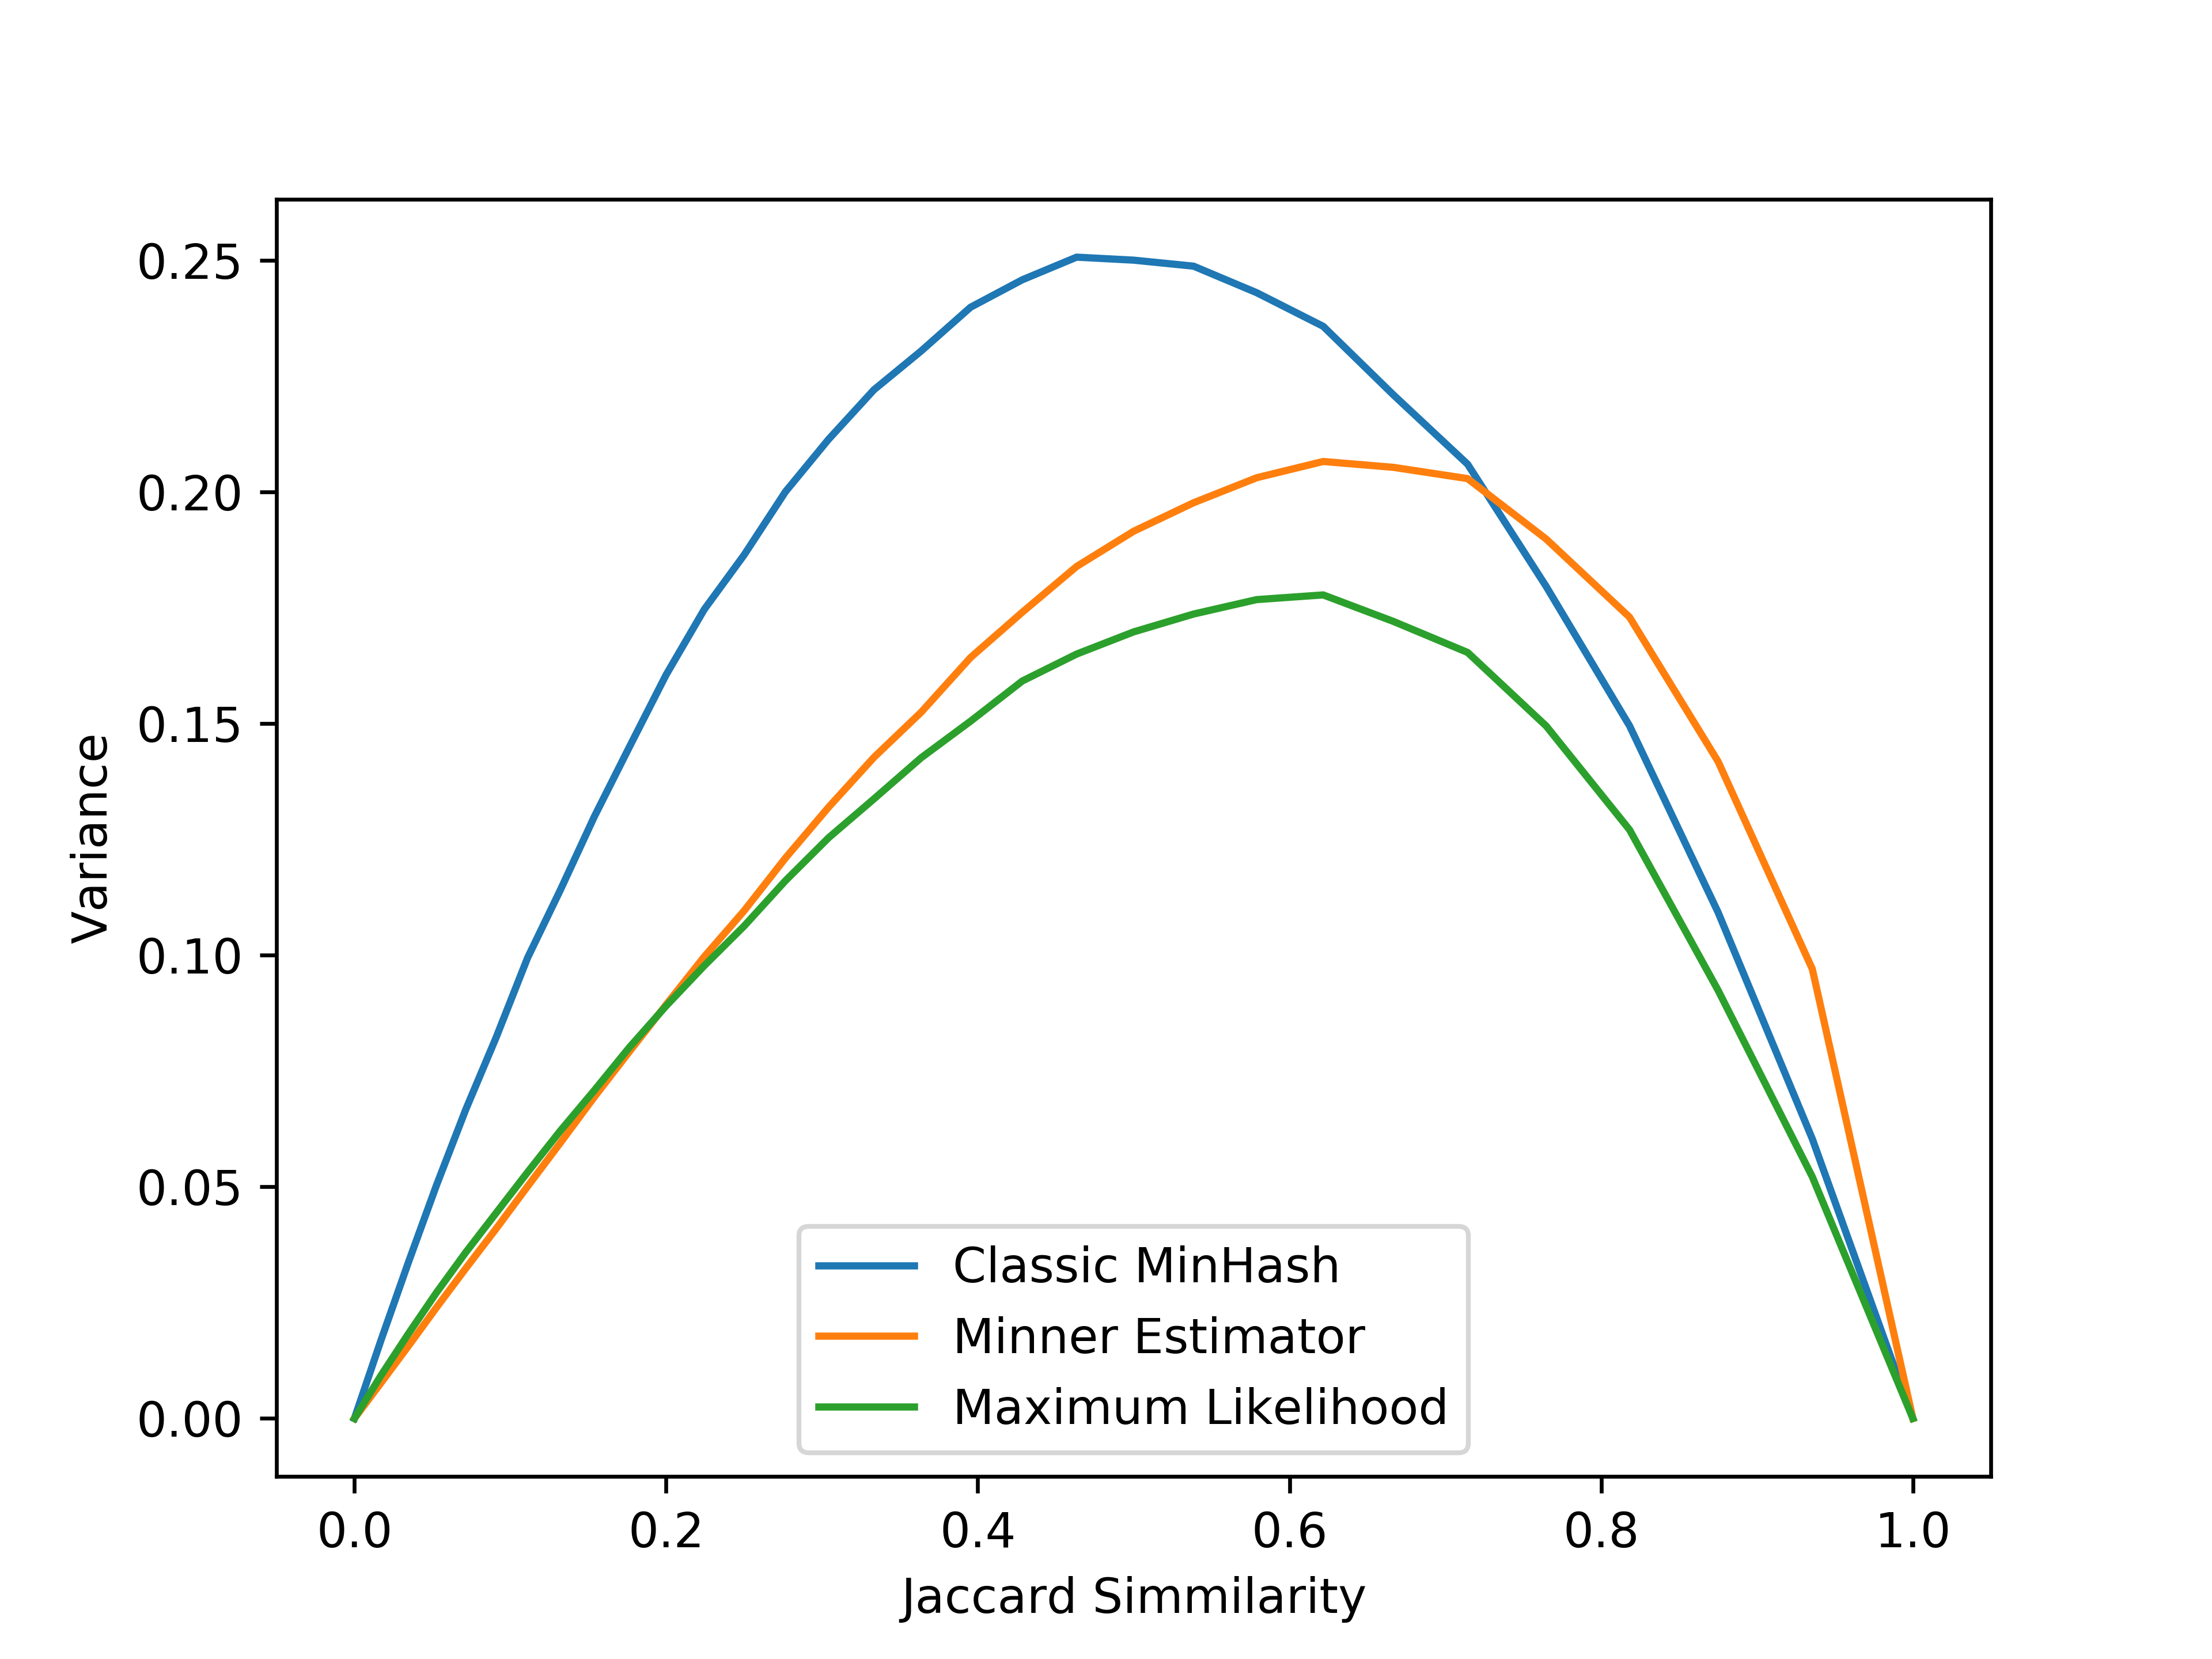 0.25
0.20
0.15
0.10
0.05
0.00
Variance
Classic MinHash
Minner Estimator
Maximum Likelihood
0.0 0.2 0.4 0.6 0.8 1.0
Jaccard Simmilarity